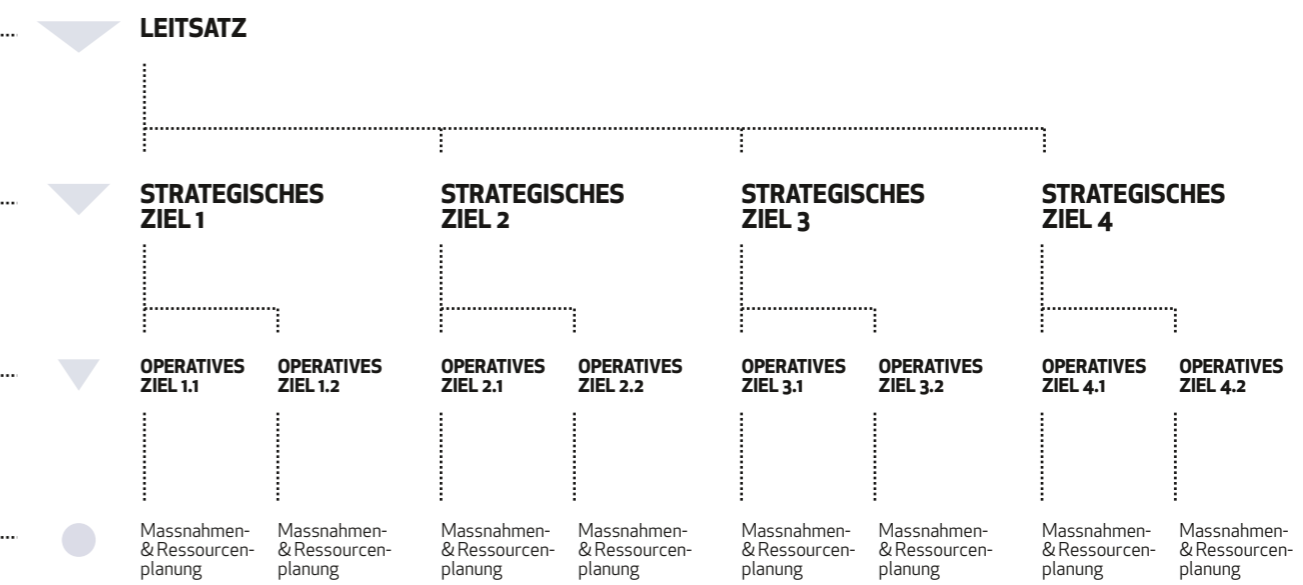 LEITSATZ
STRATEGISCHES
ZIEL 1
STRATEGISCHES
ZIEL 2
STRATEGISCHES
ZIEL 3
STRATEGISCHES
ZIEL 4
OPERATIVES
ZIEL 1.1
OPERATIVES
ZIEL 1.2
OPERATIVES
ZIEL 2.1
OPERATIVES
ZIEL 2.2
OPERATIVES
ZIEL 3.1
OPERATIVES
ZIEL 3.2
OPERATIVES
ZIEL 4.1
OPERATIVES
ZIEL 4.2
Massnahmen-
& Ressourcen-
planung
Massnahmen-
& Ressourcen-
planung
Massnahmen-
& Ressourcen-
planung
Massnahmen-
& Ressourcen-
planung
Massnahmen-
& Ressourcen-
planung
Massnahmen-
& Ressourcen-
planung
Massnahmen-
& Ressourcen-
planung
Massnahmen-
& Ressourcen-
planung